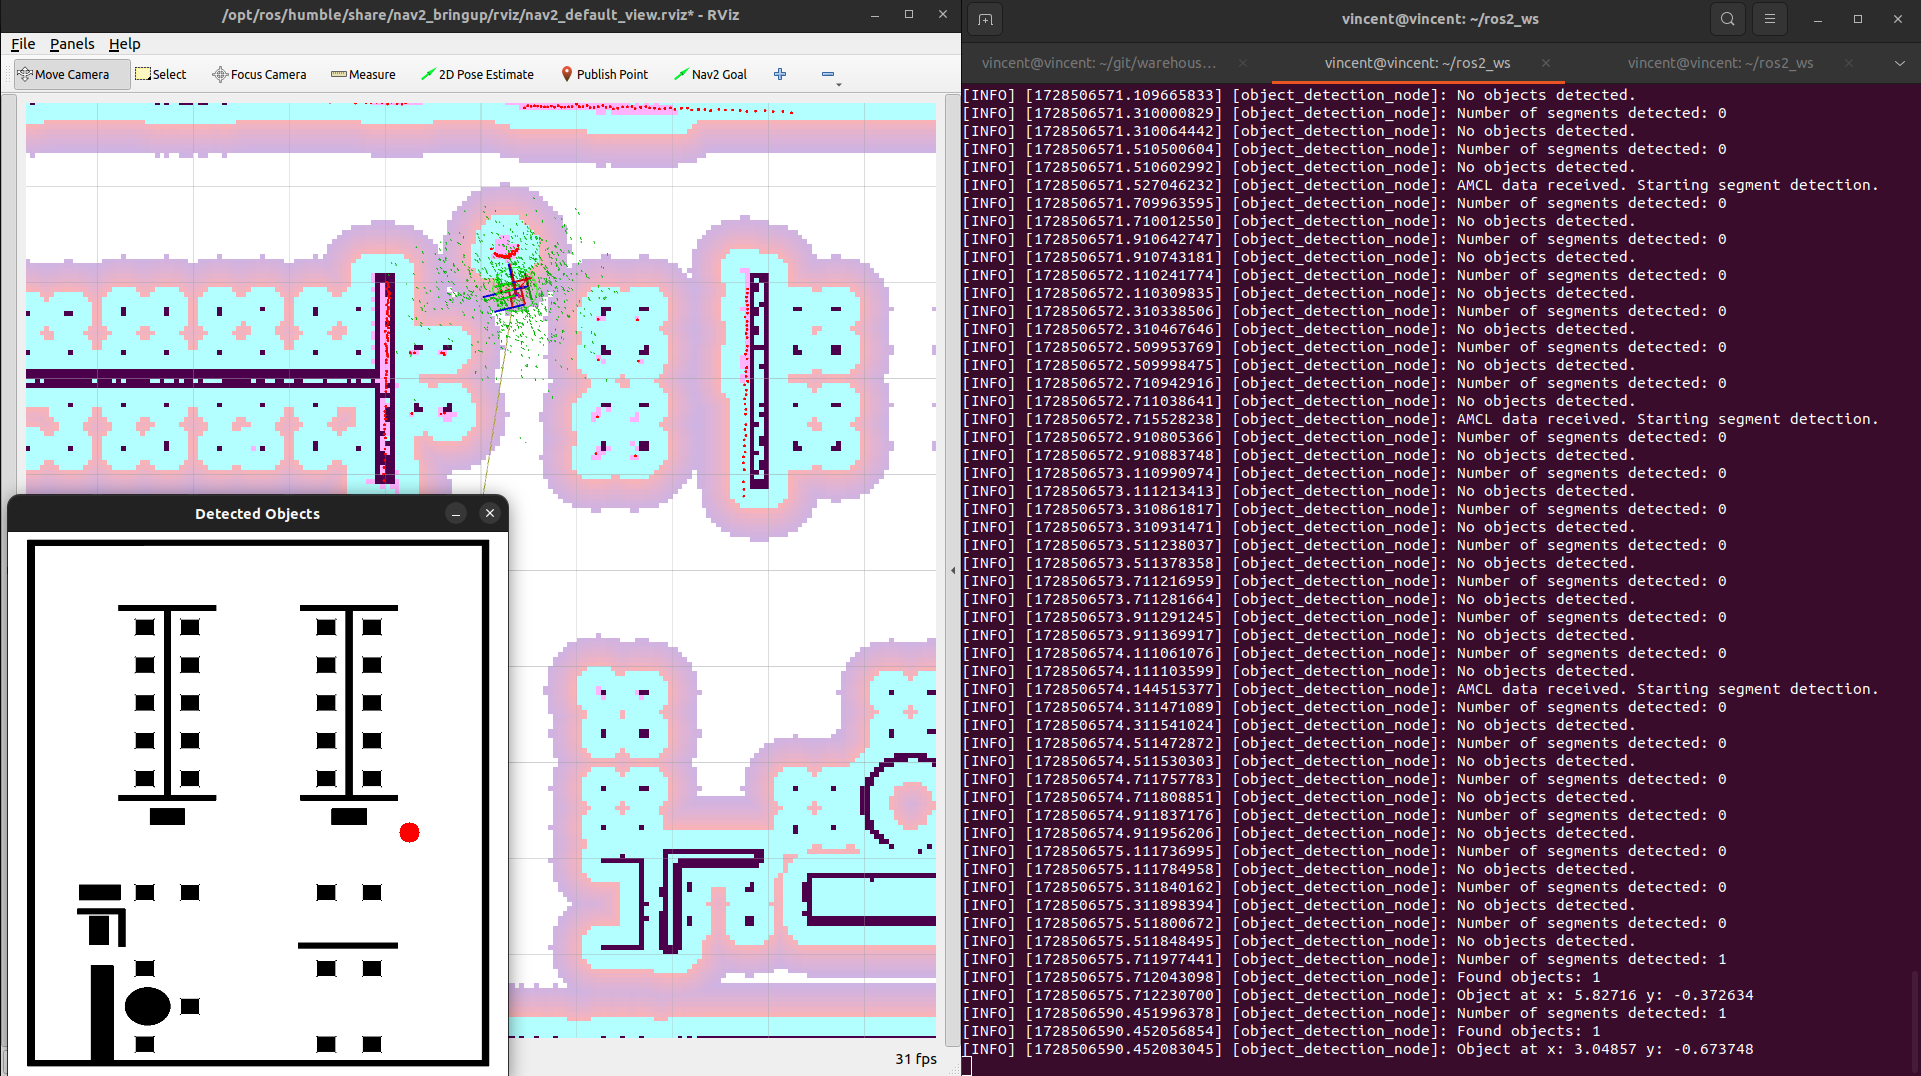 /opt/ros/humble/share/nav2_bringup/rviz/nav2_default_view.rviz* - RViz
File Panels Help
Move Camera Select Focus Camera Measure 2D Pose Estimate Publish Point Nav2 Goal
Detected Objects
31 fps
vincent@vincent: ~/ros2_ws
vincent@vincent: ~/git/warehous... vincent@vincent: ~/ros2_ws vincent@vincent: ~/ros2_ws
[INFO] [1728506571.109665833] [object_detection_node]: No objects detected.
[INFO] [1728506571.310000829] [object_detection_node]: Number of segments detected: 0
[INFO] [1728506571.310064442] [object_detection_node]: No objects detected.
[INFO] [1728506571.510500604] [object_detection_node]: Number of segments detected: 0
[INFO] [1728506571.510602992] [object_detection_node]: No objects detected.
[INFO] [1728506571.527046232] [object_detection_node]: AMCL data received. Starting segment detection.
[INFO] [1728506571.709963595] [object_detection_node]: Number of segments detected: 0
[INFO] [1728506571.710012550] [object_detection_node]: No objects detected.
[INFO] [1728506571.910642747] [object_detection_node]: Number of segments detected: 0
[INFO] [1728506571.910743181] [object_detection_node]: No objects detected.
[INFO] [1728506572.110241774] [object_detection_node]: Number of segments detected: 0
[INFO] [1728506572.110309835] [object_detection_node]: No objects detected.
[INFO] [1728506572.310338506] [object_detection_node]: Number of segments detected: 0
[INFO] [1728506572.310467646] [object_detection_node]: No objects detected.
[INFO] [1728506572.509953769] [object_detection_node]: Number of segments detected: 0
[INFO] [1728506572.509998475] [object_detection_node]: No objects detected.
[INFO] [1728506572.710942916] [object_detection_node]: Number of segments detected: 0
[INFO] [1728506572.711038641] [object_detection_node]: No objects detected.
[INFO] [1728506572.715528238] [object_detection_node]: AMCL data received. Starting segment detection.
[INFO] [1728506572.910805366] [object_detection_node]: Number of segments detected: 0
[INFO] [1728506572.910883748] [object_detection_node]: No objects detected.
[INFO] [1728506573.110990974] [object_detection_node]: Number of segments detected: 0
[INFO] [1728506573.111213413] [object_detection_node]: No objects detected.
[INFO] [1728506573.310861817] [object_detection_node]: Number of segments detected: 0
[INFO] [1728506573.310931471] [object_detection_node]: No objects detected.
[INFO] [1728506573.511238037] [object_detection_node]: Number of segments detected: 0
[INFO] [1728506573.511378358] [object_detection_node]: No objects detected.
[INFO] [1728506573.711216959] [object_detection_node]: Number of segments detected: 0
[INFO] [1728506573.711281664] [object_detection_node]: No objects detected.
[INFO] [1728506573.911291245] [object_detection_node]: Number of segments detected: 0
[INFO] [1728506573.911369917] [object_detection_node]: No objects detected.
[INFO] [1728506574.111061076] [object_detection_node]: Number of segments detected: 0
[INFO] [1728506574.111103599] [object_detection_node]: No objects detected.
[INFO] [1728506574.144515377] [object_detection_node]: AMCL data received. Starting segment detection.
[INFO] [1728506574.311471089] [object_detection_node]: Number of segments detected: 0
[INFO] [1728506574.311541024] [object_detection_node]: No objects detected.
[INFO] [1728506574.511472872] [object_detection_node]: Number of segments detected: 0
[INFO] [1728506574.511530303] [object_detection_node]: No objects detected.
[INFO] [1728506574.711757783] [object_detection_node]: Number of segments detected: 0
[INFO] [1728506574.711808851] [object_detection_node]: No objects detected.
[INFO] [1728506574.911837176] [object_detection_node]: Number of segments detected: 0
[INFO] [1728506574.911956206] [object_detection_node]: No objects detected.
[INFO] [1728506575.111736995] [object_detection_node]: Number of segments detected: 0
[INFO] [1728506575.111784958] [object_detection_node]: No objects detected.
[INFO] [1728506575.311840162] [object_detection_node]: Number of segments detected: 0
[INFO] [1728506575.311898394] [object_detection_node]: No objects detected.
[INFO] [1728506575.511800672] [object_detection_node]: Number of segments detected: 0
[INFO] [1728506575.511848495] [object_detection_node]: No objects detected.
[INFO] [1728506575.711977441] [object_detection_node]: Number of segments detected: 1
[INFO] [1728506575.712043098] [object_detection_node]: Found objects: 1
[INFO] [1728506575.712230700] [object_detection_node]: Object at x: 5.82716 y: -0.372634
[INFO] [1728506590.451996378] [object_detection_node]: Number of segments detected: 1
[INFO] [1728506590.452056854] [object_detection_node]: Found objects: 1
[INFO] [1728506590.452083045] [object_detection_node]: Object at x: 3.04857 y: -0.673748